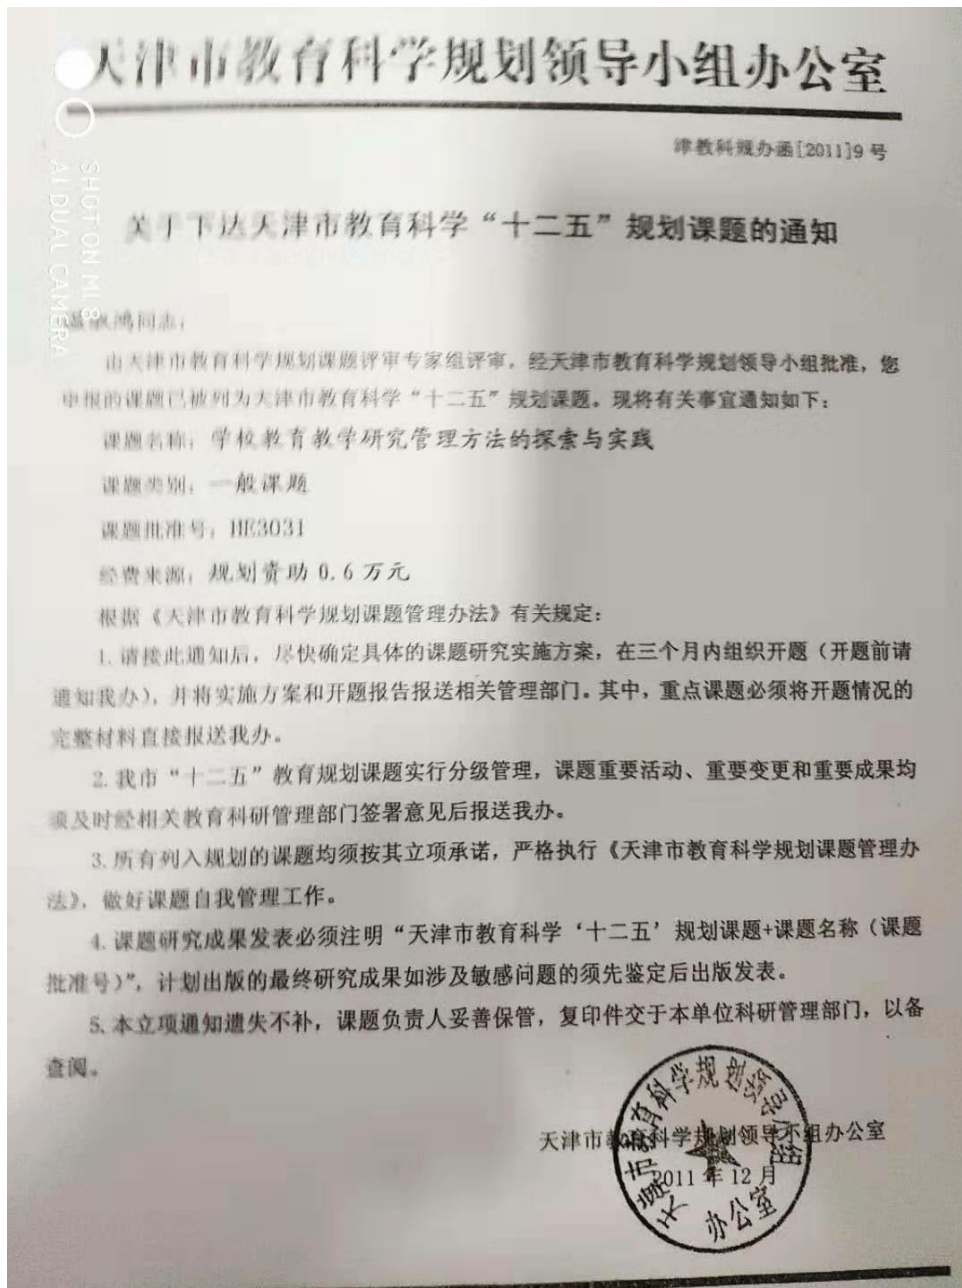 天津市教育科学规划领导小组办公室
津教科规办函[2011]9号
SHOT ON MI 8
AI DUAL CAMERA
关于下达天津市教育科学“十二五”规划课题的通知
鸿同志：
由天津市教育科学规划课题评审专家组评审，经天津市教育科学规划领导小组批准，您
申报的课题已被列为天津市教育科学“十二五”规划课题。现将有关事宜通知如下：
课题名称：学校教育教学研究管理方法的探索与实践
课题类别：一般课题
课题批准号：HE3031
经费来源：规划资助0.6万元
根据《天津市教育科学规划课题管理办法》有关规定：
1.请接此通知后，尽快确定具体的课题研究实施方案，在三个月内组织开题（开题前请
通知我办），并将实施方案和开题报告报送相关管理部门。其中，重点课题必须将开题情况的
完整材料直接报送我办。
2.我市“十二五”教育规划课题实行分级管理，课题重要活动、重要变更和重要成果均
须及时经相关教育科研管理部门签署意见后报送我办。
3.所有列入规划的课题均须按其立项承诺，严格执行《天津市教育科学规划课题管理办
法》，做好课题自我管理工作。
4.课题研究成果发表必须注明“天津市教育科学‘十二五’规划课题+课题名称（课题
批准号）”，计划出版的最终研究成果如涉及敏感问题的须先鉴定后出版发表。
5.本立项通知遗失不补，课题负责人妥善保管，复印件交于本单位科研管理部门，以备
查阅。
天津市教育科学规划领导小组办公室
2011年12月
天津市教育科学规划领导小组
办公室